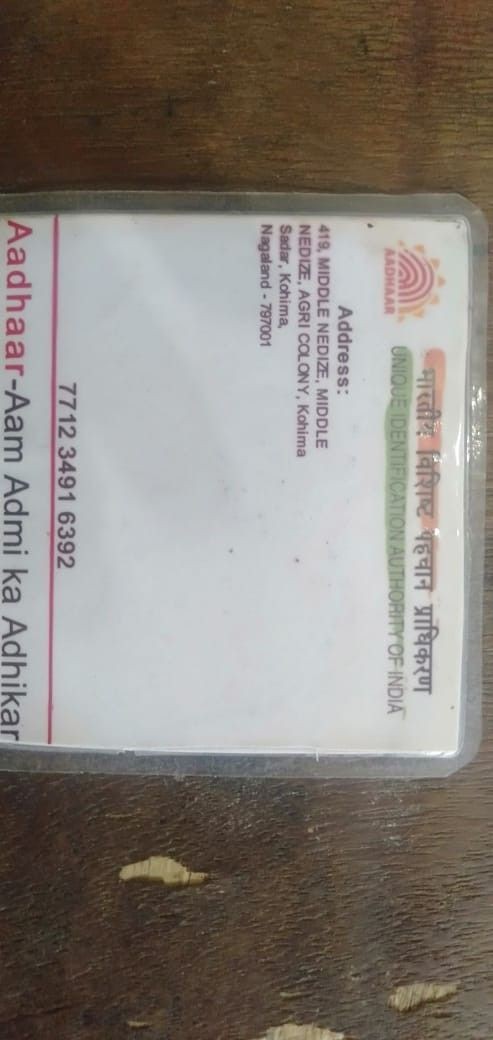 भारतीय विशिष्ट पहचान प्राधिकरण
UNIQUE IDENTIFICATION AUTHORITY OF INDIA
AADHAAR
Address:
419, MIDDLE NEDIZE, MIDDLE
NEDIZE, AGRI COLONY, Kohima
Sadar, Kohima,
Nagaland - 797001
7712 3491 6392
Aadhaar-Aam Admi ka Adhikar